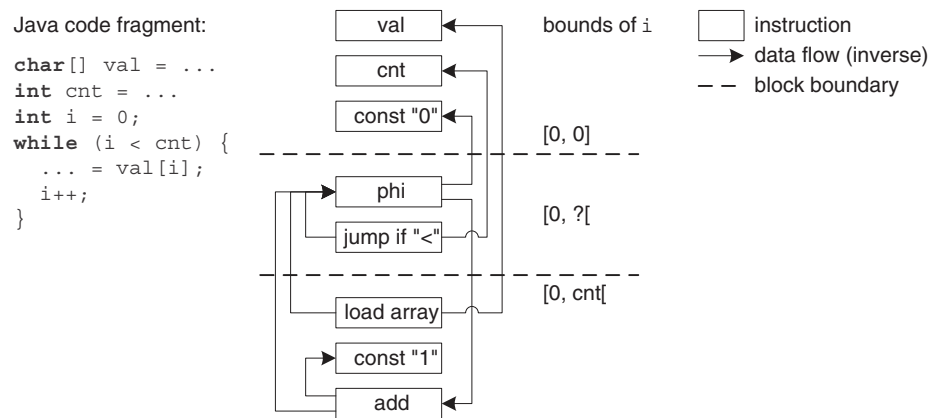 Java code fragment:
char[] val = ...
int cnt = ...
int i = 0;
while (i < cnt) {
  ... = val[i];
  i++;
}
val
cnt
const "0"
phi
jump if "<"
load array
const "1"
add
bounds of i
[0, 0]
[0, ?[
[0, cnt[
instruction
data flow (inverse)
block boundary